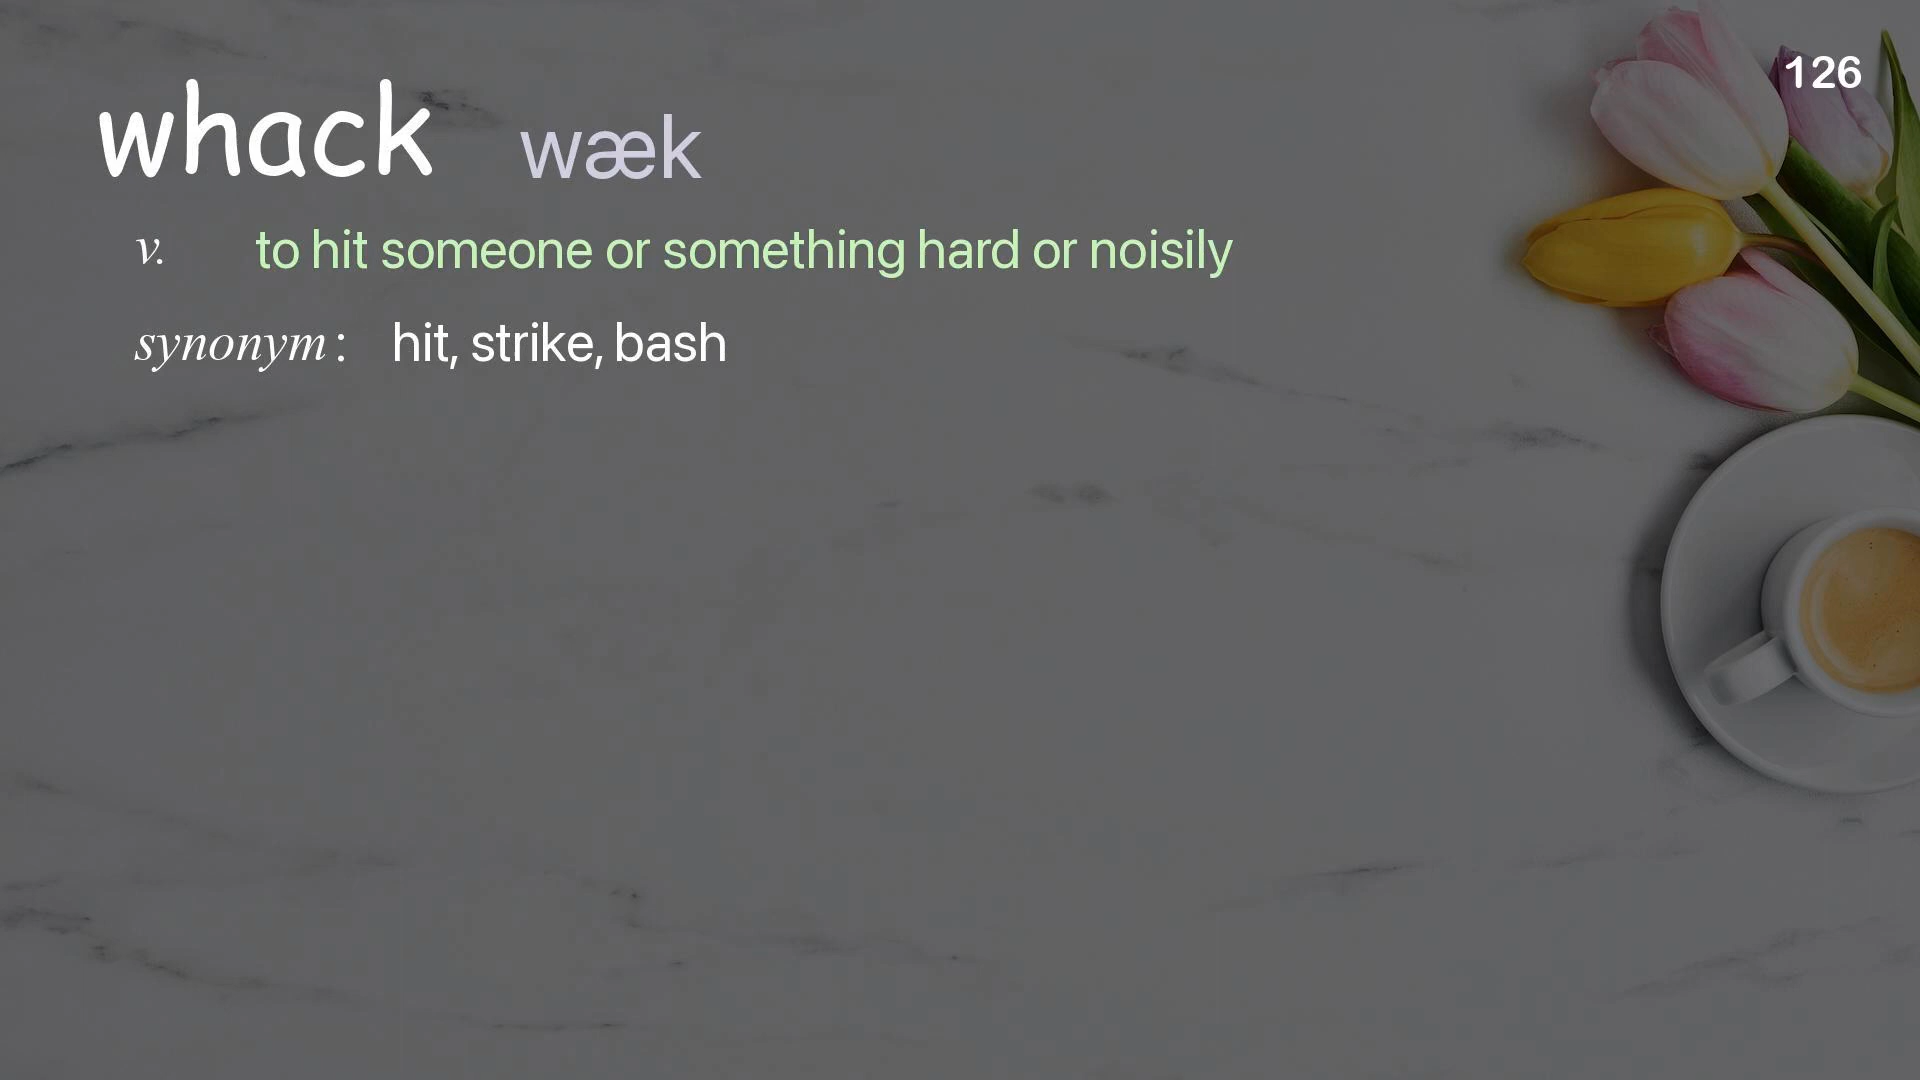 126
whack wæk
v. to hit someone or something hard or noisily
synonym : hit, strike, bash